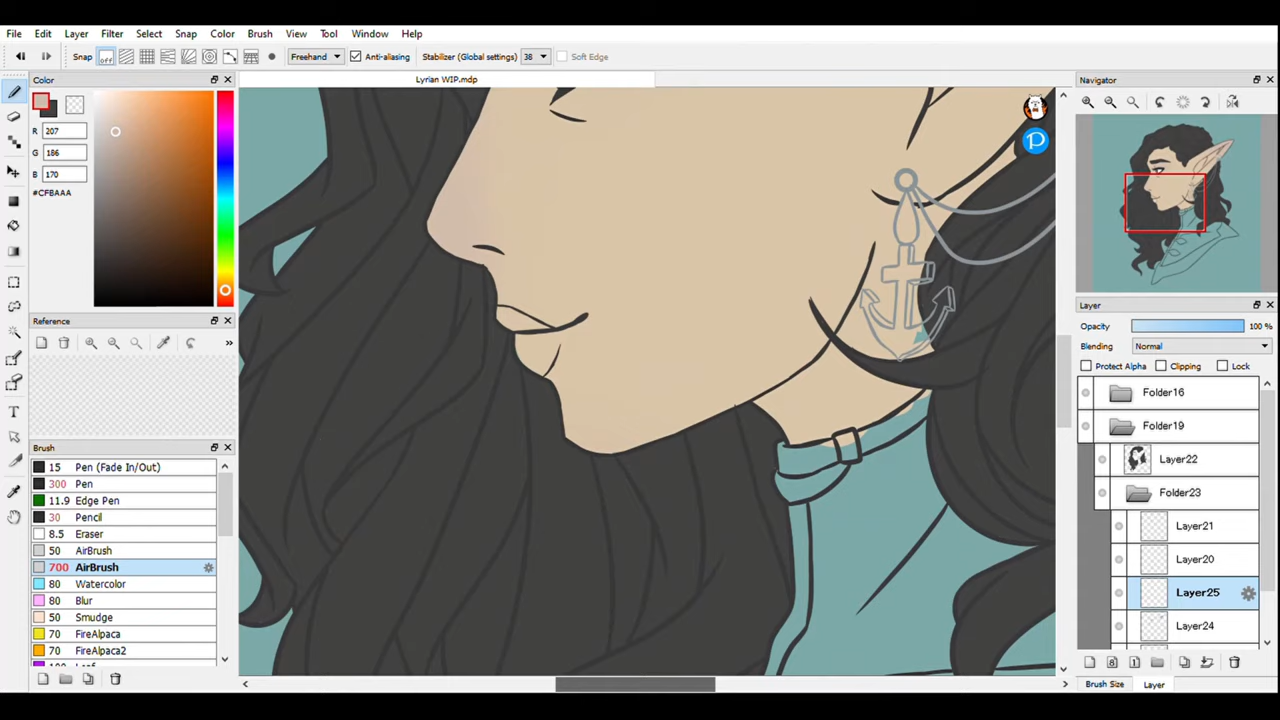 File Edit Layer Filter Select Snap Color Brush View Tool Window Help
Snap off Freehand Anti-aliasing Stabilizer (Global settings) 38 Soft Edge
Color
Lyrian WIP.mdp
Navigator
R 207
G 186
B 170
#CFBAAA
P
Reference
»
Brush
15 Pen (Fade In/Out)
300 Pen
11.9 Edge Pen
30 Pencil
8.5 Eraser
50 AirBrush
700 AirBrush
80 Watercolor
80 Blur
50 Smudge
70 FireAlpaca
70 FireAlpaca2
Layer
Opacity 100 %
Blending Normal
Protect Alpha Clipping Lock
Folder16
Folder19
Layer22
Folder23
Layer21
Layer20
Layer25
Layer24
8 1
Brush Size Layer